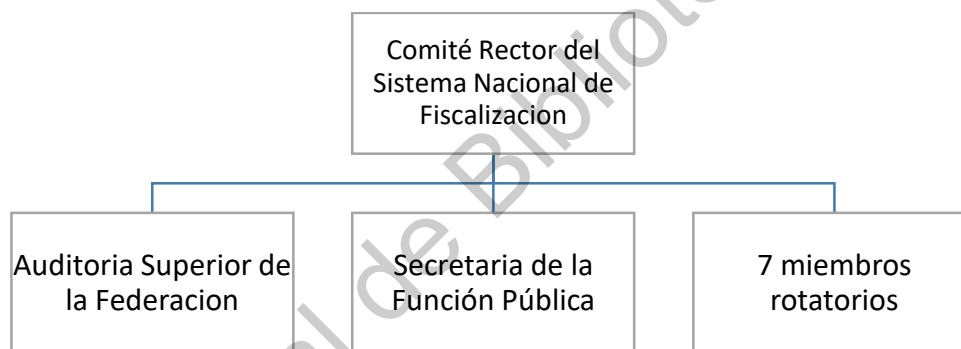 Comité Rector del
Sistema Nacional de
Fiscalizacion
Auditoria Superior de
la Federacion
Secretaria de la
Función Pública
7 miembros
rotatorios